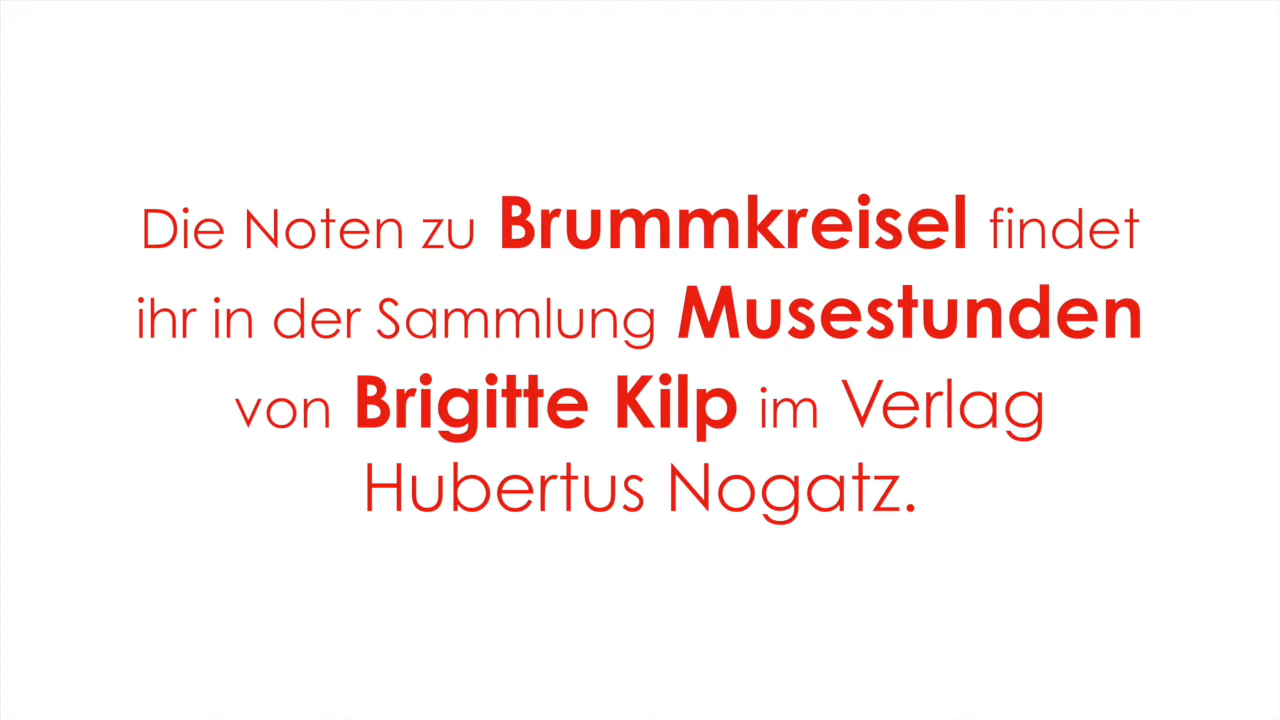 Die Noten zu Brummkreisel findet
ihr in der Sammlung Musestunden
von Brigitte Kilp im Verlag
Hubertus Nogatz.